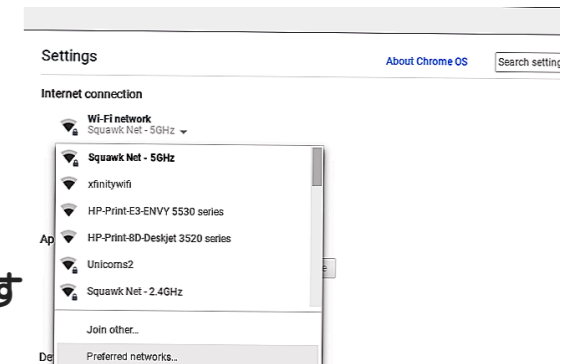 Settings
About Chrome OS
Search setting
Internet connection
Wi-Fi network
Squawk Net - 5GHz
Squawk Net - 5GHz
xfinitywifi
HP-Print-E3-ENVY 5530 series
Ap
HP-Print-8D-Deskjet 3520 series
Unicorns2
e
Squawk Net - 2.4GHz
す
Join other...
De
Preferred networks...